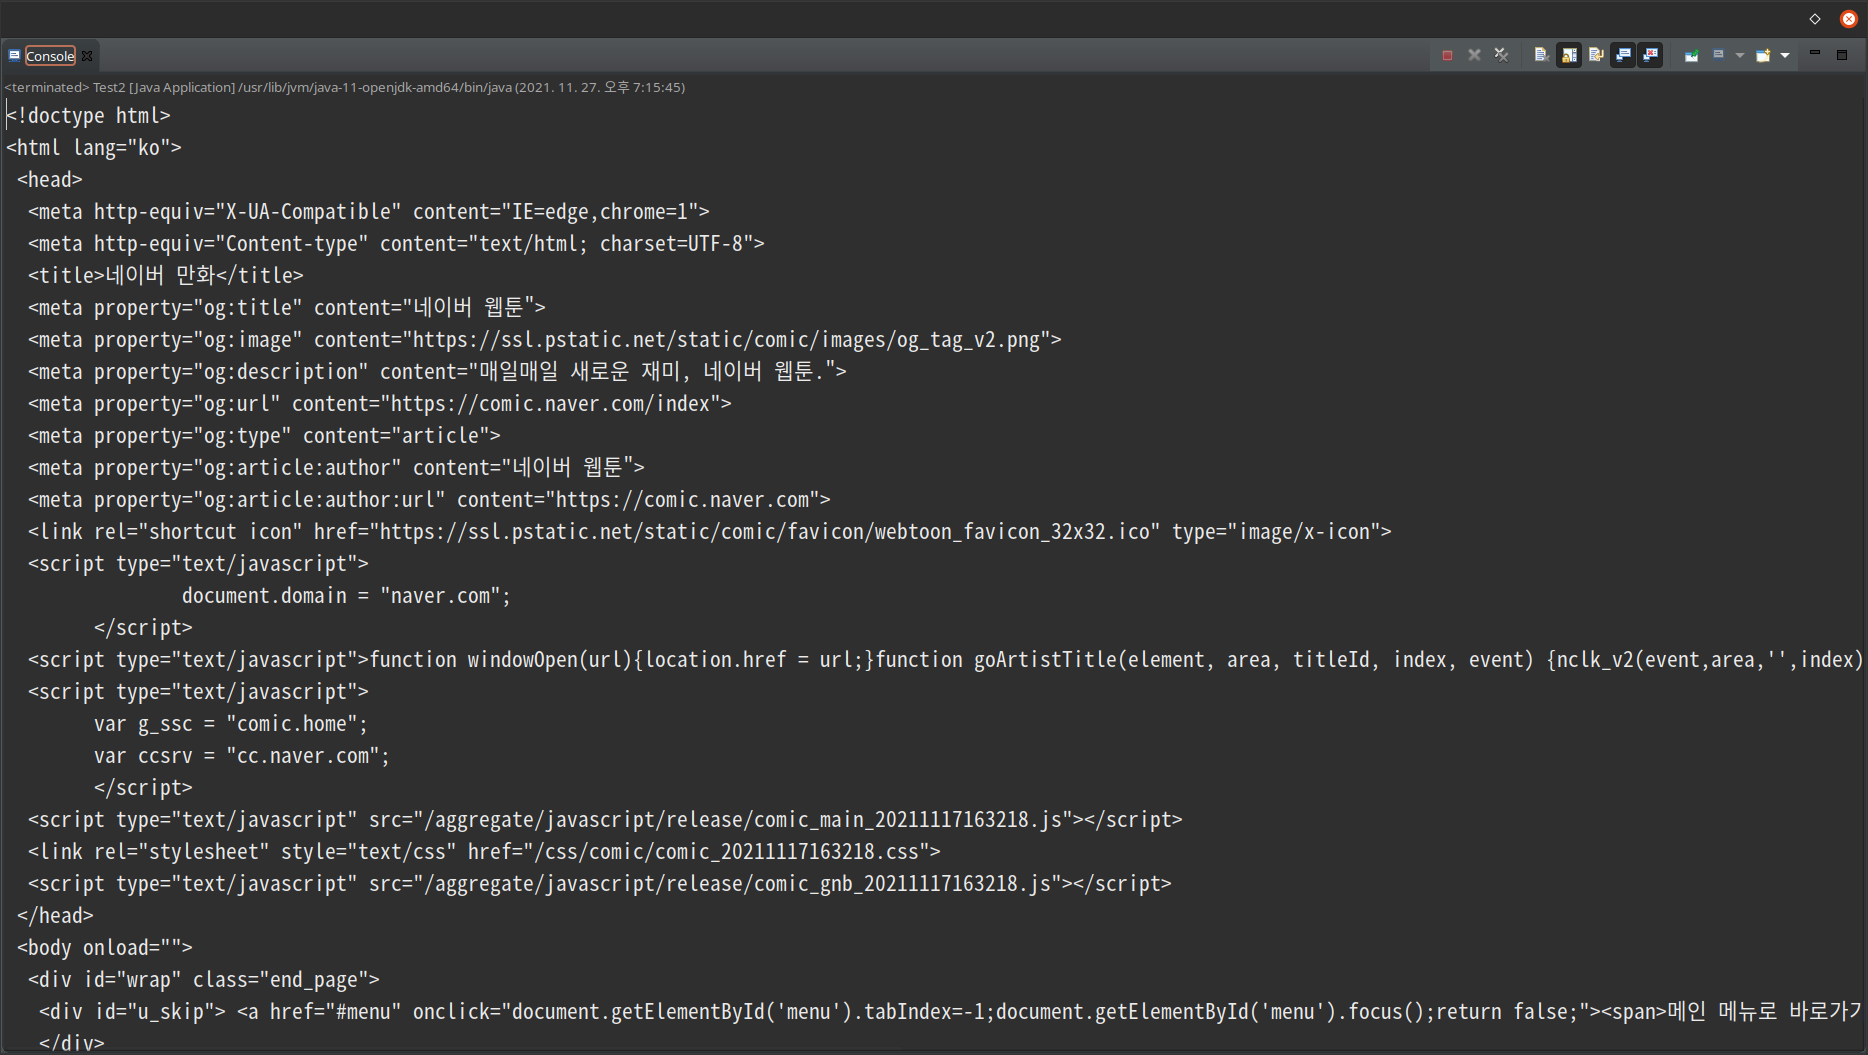 Console
<terminated> Test2 [Java Application] /usr/lib/jvm/java-11-openjdk-amd64/bin/java (2021. 11. 27. 오후 7:15:45)
<!doctype html>
<html lang="ko">
 <head>
  <meta http-equiv="X-UA-Compatible" content="IE=edge,chrome=1">
  <meta http-equiv="Content-type" content="text/html; charset=UTF-8">
  <title>네이버 만화</title>
  <meta property="og:title" content="네이버 웹툰">
  <meta property="og:image" content="https://ssl.pstatic.net/static/comic/images/og_tag_v2.png">
  <meta property="og:description" content="매일매일 새로운 재미, 네이버 웹툰.">
  <meta property="og:url" content="https://comic.naver.com/index">
  <meta property="og:type" content="article">
  <meta property="og:article:author" content="네이버 웹툰">
  <meta property="og:article:author:url" content="https://comic.naver.com">
  <link rel="shortcut icon" href="https://ssl.pstatic.net/static/comic/favicon/webtoon_favicon_32x32.ico" type="image/x-icon">
  <script type="text/javascript">
                document.domain = "naver.com";
        </script>
  <script type="text/javascript">function windowOpen(url){location.href = url;}function goArtistTitle(element, area, titleId, index, event) {nclk_v2(event,area,'',index)
  <script type="text/javascript">
        var g_ssc = "comic.home";
        var ccsrv = "cc.naver.com";
        </script>
  <script type="text/javascript" src="/aggregate/javascript/release/comic_main_20211117163218.js"></script>
  <link rel="stylesheet" style="text/css" href="/css/comic/comic_20211117163218.css">
  <script type="text/javascript" src="/aggregate/javascript/release/comic_gnb_20211117163218.js"></script>
 </head>
 <body onload="">
  <div id="wrap" class="end_page">
   <div id="u_skip"> <a href="#menu" onclick="document.getElementById('menu').tabIndex=-1;document.getElementById('menu').focus();return false;"><span>메인 메뉴로 바로가기
   </div>